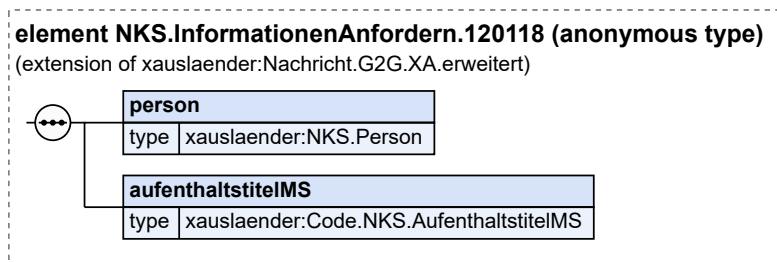 element NKS.InformationenAnfordern.120118 (anonymous type)
(extension of xauslaender:Nachricht.G2G.XA.erweitert)
person
type xauslaender:NKS.Person
aufenthaltstitelMS
type xauslaender:Code.NKS.AufenthaltstitelMS